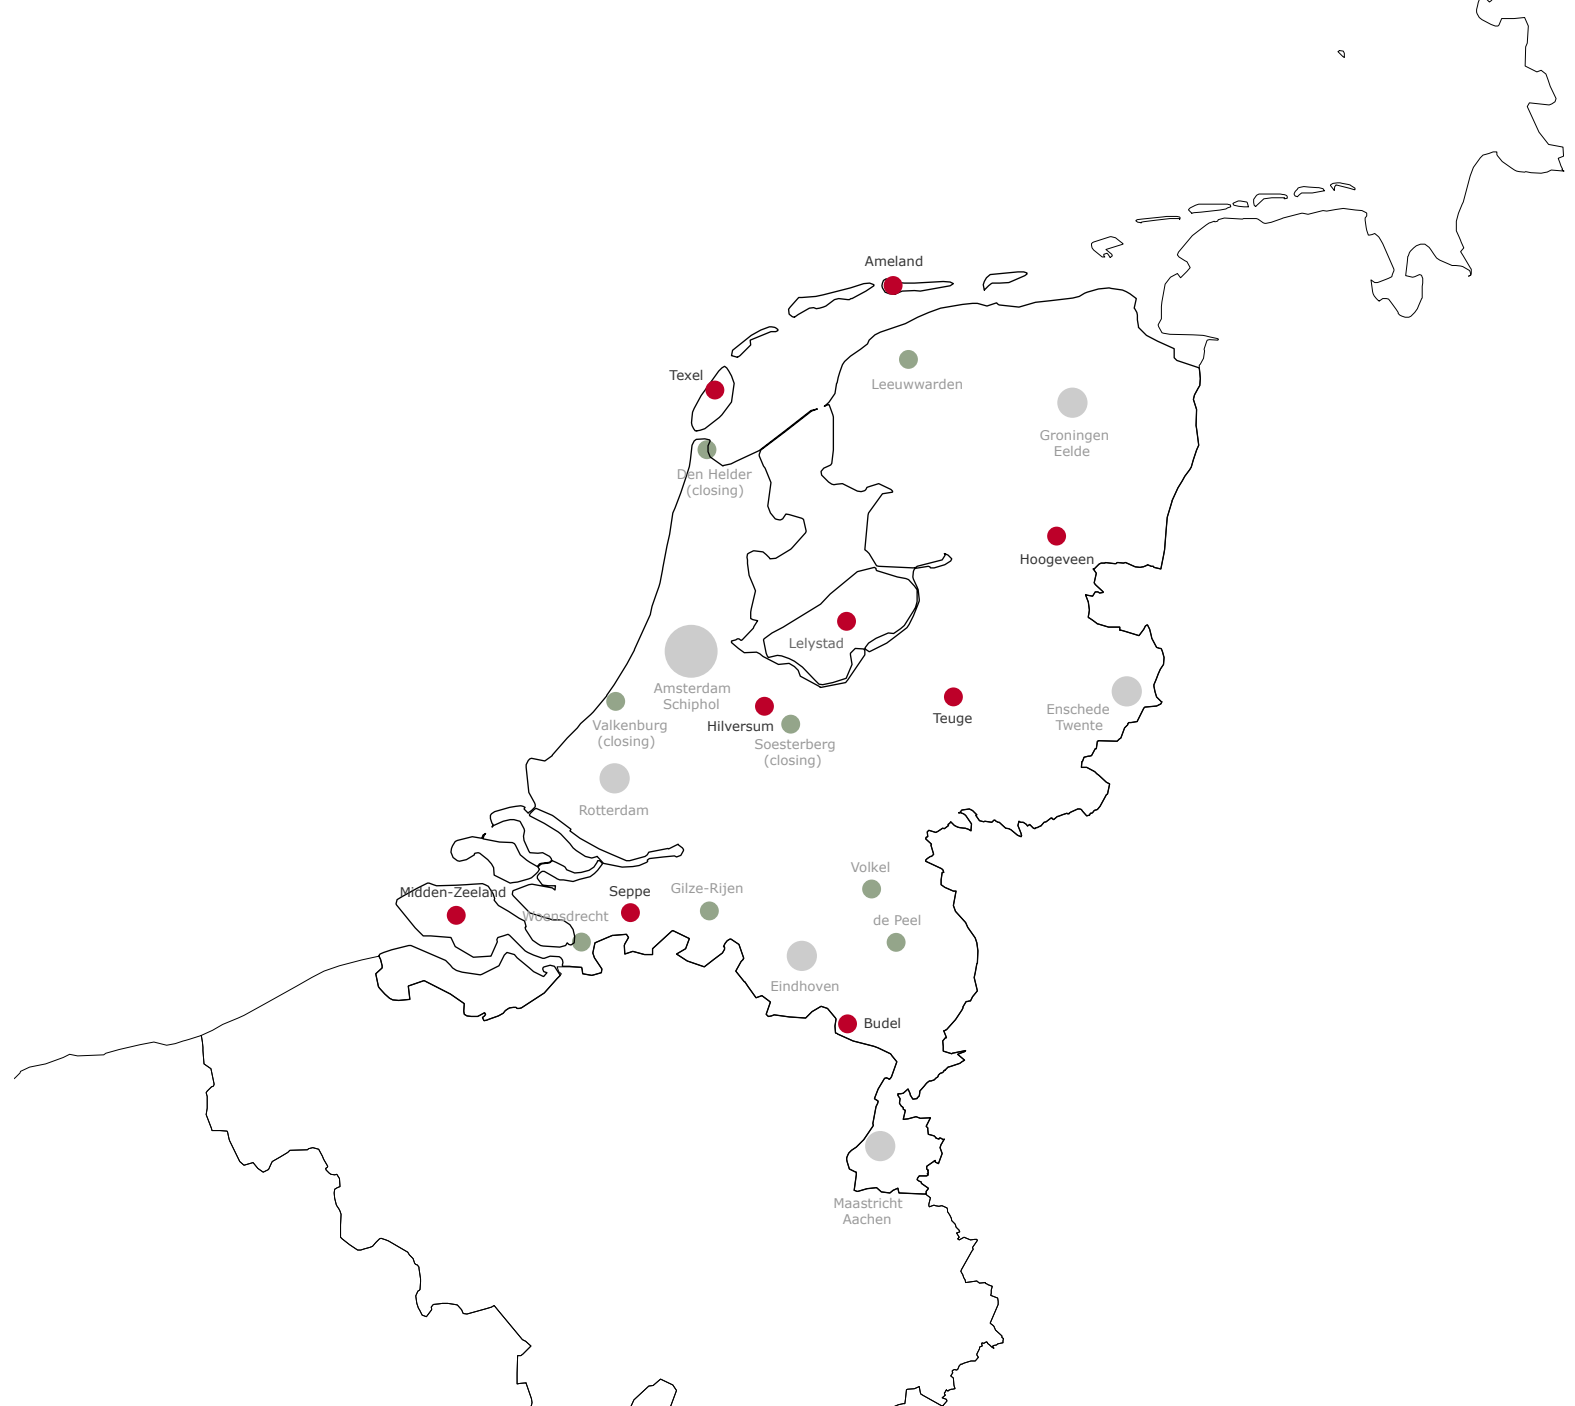 Ameland
Texel
Leeuwwarden
Groningen
Eelde
Den Helder
(closing)
Hoogeveen
Lelystad
Amsterdam
Schiphol
Enschede
Twente
Teuge
Hilversum
Valkenburg
(closing)
Soesterberg
(closing)
Rotterdam
Volkel
Midden-Zeeland
Seppe
Gilze-Rijen
Woensdrecht
de Peel
Eindhoven
Budel
Maastricht
Aachen